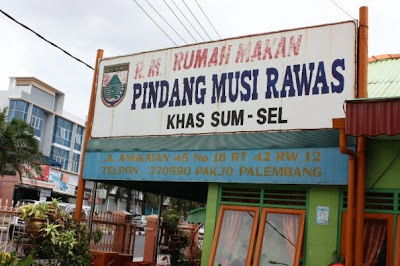 R.M. RUMAH MAKAN
PINDANG MUSI RAWAS
KHAS SUM-SEL
JL. ANGKATAN 45 No 18 RT 42 RW 12
TELPON 370590 PAKJO PALEMBANG